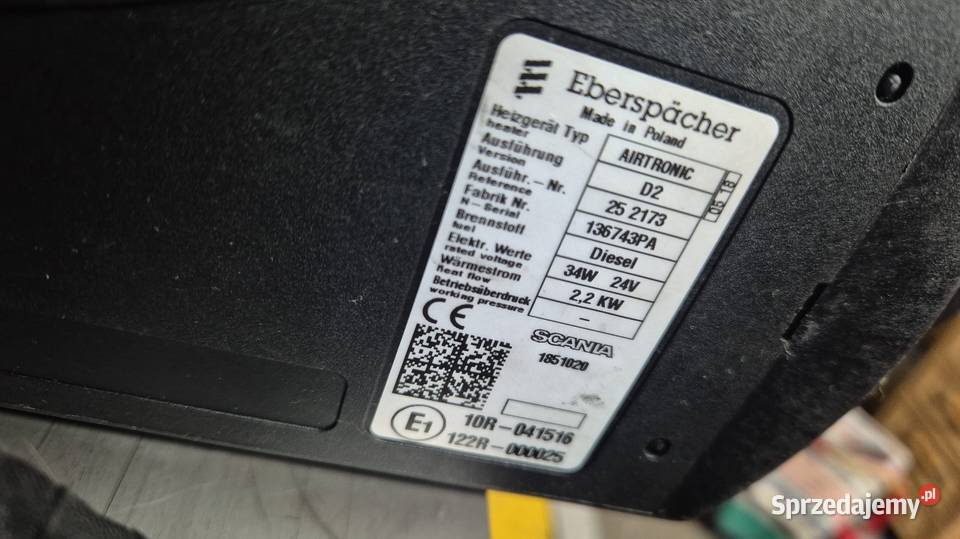 Eberspächer
Made in Poland
Heizgerät Typ
heater
AIRTRONIC
Ausführung
Version
D2
05 18
Ausführ.-Nr.
Reference
25 2173
Fabrik Nr.
N-Serial
136743PA
Brennstoff
fuel
Diesel
Elektr. Werte
rated voltage
34W 24V
Wärmestrom
heat flow
2,2 KW
Betriebsüberdruck
working pressure
–
CE
SCANIA
1851020
E1
10R-041516
122R-000025
Sprzedajemy.pl